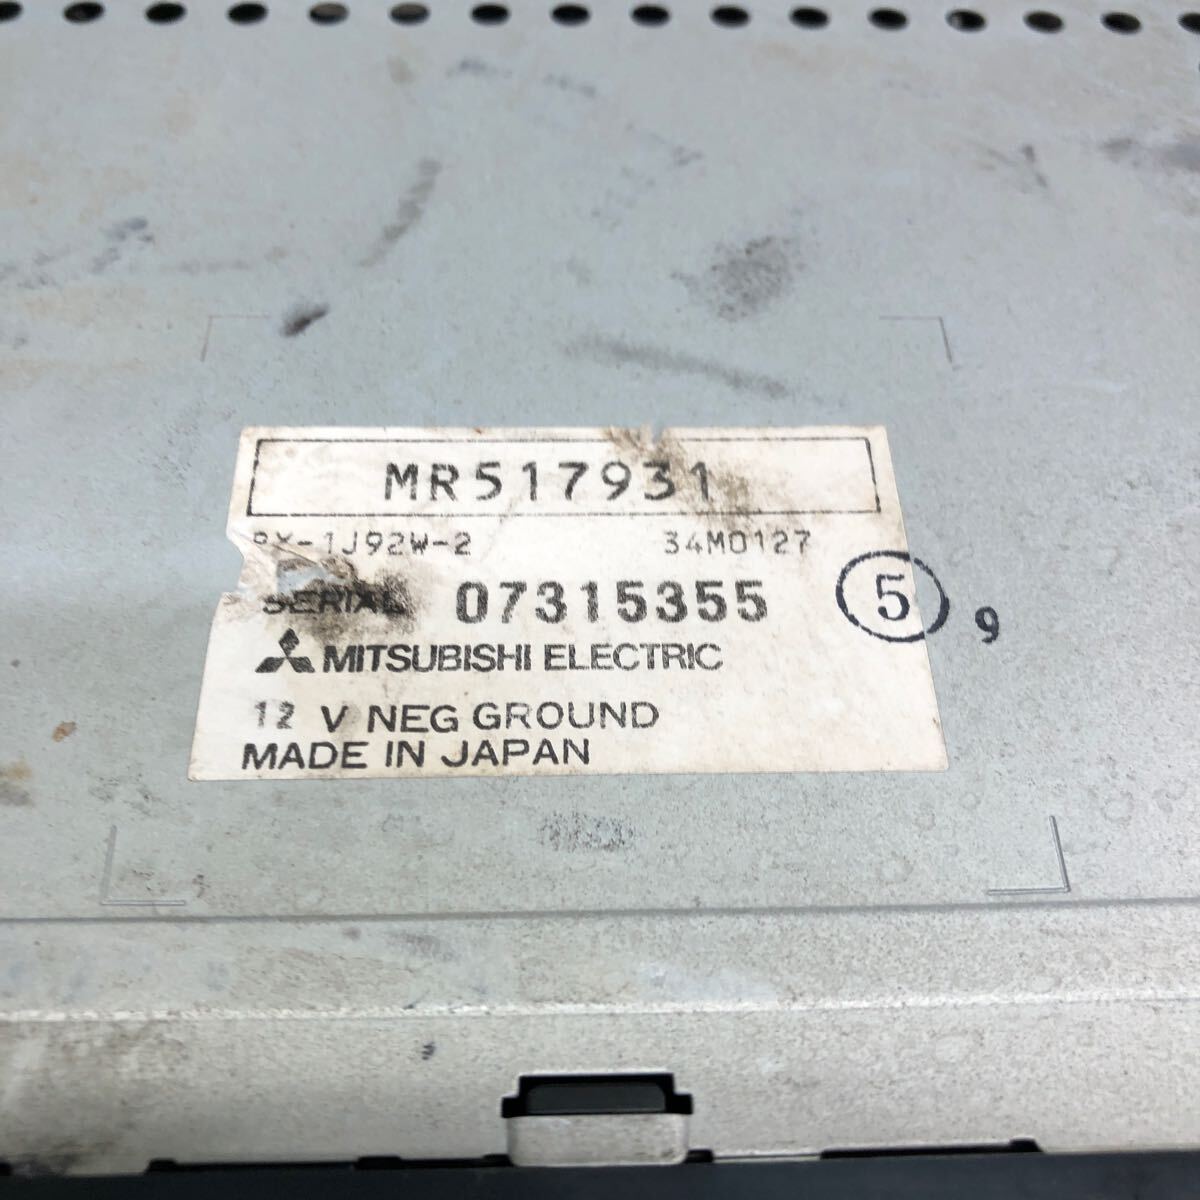 MR517931
RX-1J92W-2 34M0127
SERIAL 07315355 5 9
MITSUBISHI ELECTRIC
12 V NEG GROUND
MADE IN JAPAN